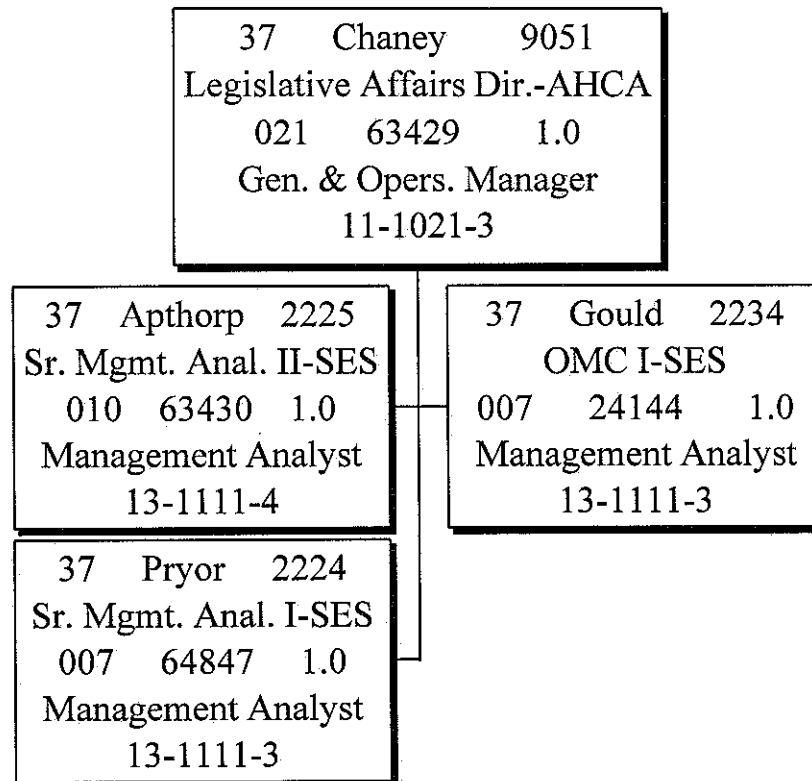 37 Chaney 9051
Legislative Affairs Dir.-AHCA
021 63429 1.0
Gen. & Opers. Manager
11-1021-3
37 Apthorp 2225
Sr. Mgmt. Anal. II-SES
010 63430 1.0
Management Analyst
13-1111-4
37 Gould 2234
OMC I-SES
007 24144 1.0
Management Analyst
13-1111-3
37 Pryor 2224
Sr. Mgmt. Anal. I-SES
007 64847 1.0
Management Analyst
13-1111-3